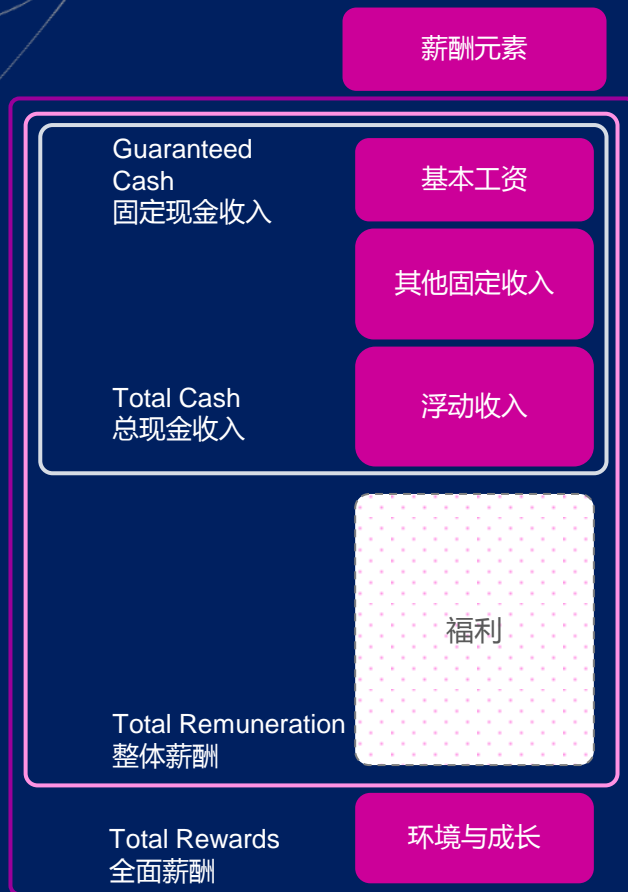 薪酬元素
Guaranteed
Cash
固定现金收入
基本工资
其他固定收入
Total Cash
总现金收入
浮动收入
福利
Total Remuneration
整体薪酬
Total Rewards
全面薪酬
环境与成长